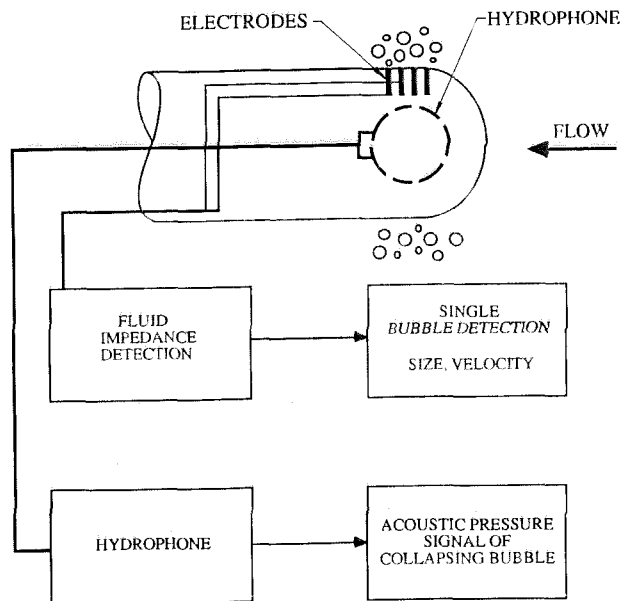 ELECTRODES
HYDROPHONE
FLOW
FLUID
IMPEDANCE
DETECTION
SINGLE
BUBBLE DETECTION
SIZE, VELOCITY
HYDROPHONE
ACOUSTIC PRESSURE
SIGNAL OF
COLLAPSING BUBBLE